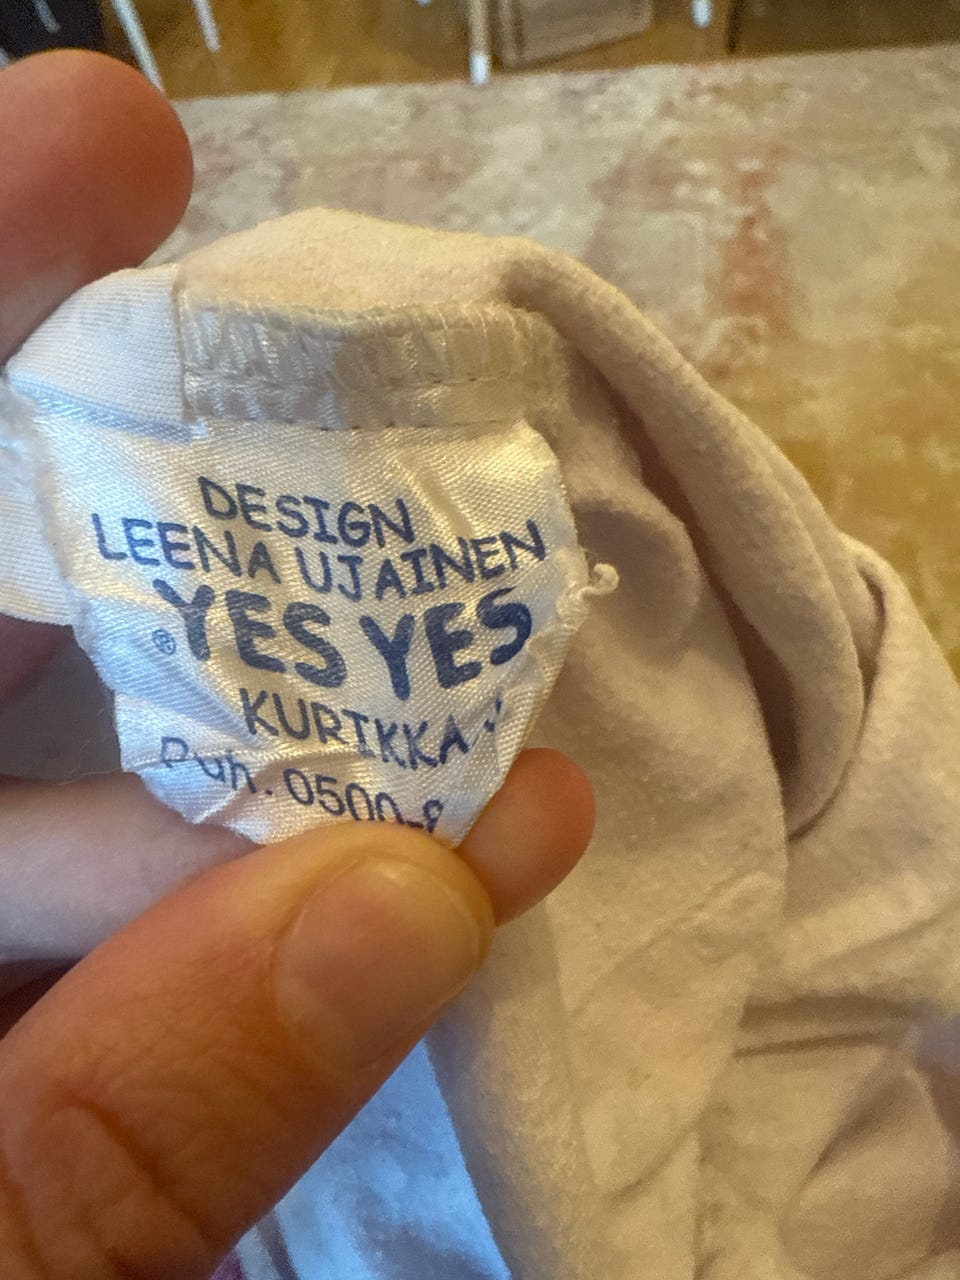 DESIGN
LEENA UJAINEN
YES YES
®
KURIKKA
Puh. 0500-8